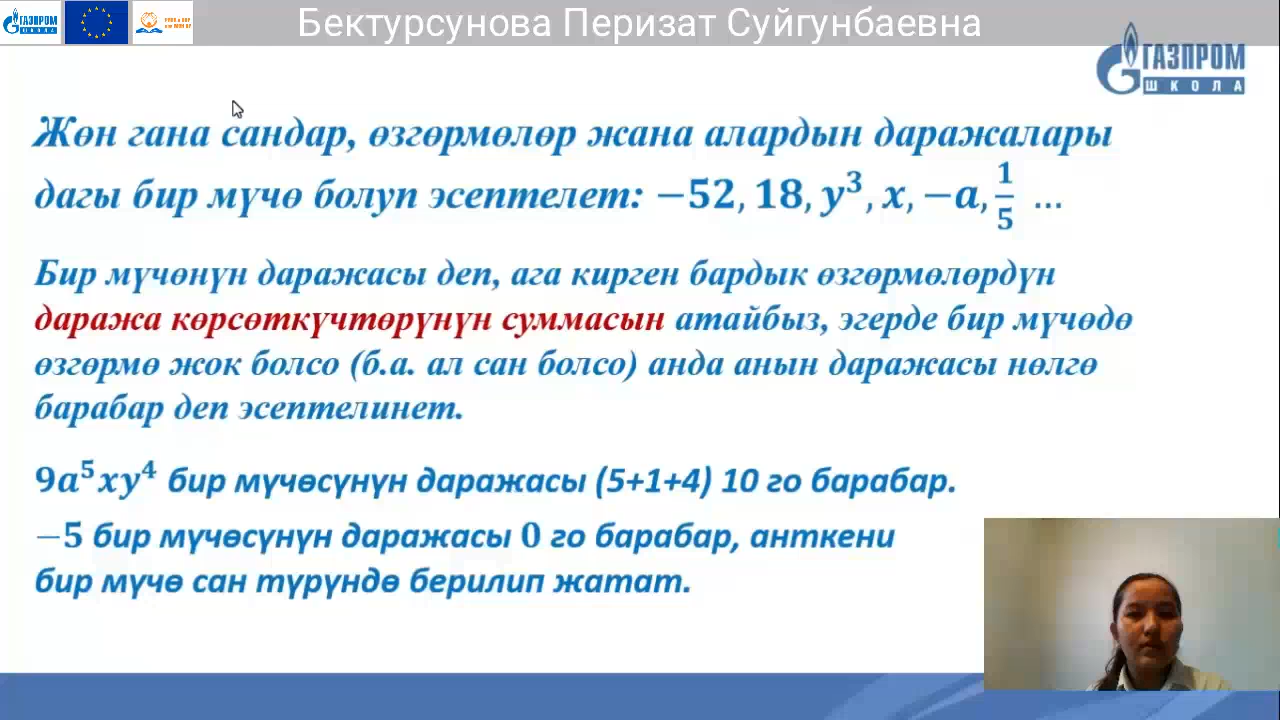 Бектурсунова Перизат Суйгунбаевна
ГАЗПРОМ
ШКОЛА
ГАЗПРОМ
ШКОЛА
Жөн гана сандар, өзгөрмөлөр жана алардын даражалары
дагы бир мүчө болуп эсептелет: −52, 18, y³, x, −a, 1/5 ...
Бир мүчөнүн даражасы деп, ага кирген бардык өзгөрмөлөрдүн
даража көрсөткүчтөрүнүн суммасын атайбыз, эгерде бир мүчөдө
өзгөрмө жок болсо (б.а. ал сан болсо) анда анын даражасы нөлгө
барабар деп эсептелинет.
9a⁵xy⁴ бир мүчөсүнүн даражасы (5+1+4) 10 го барабар.
−5 бир мүчөсүнүн даражасы 0 го барабар, анткени
бир мүчө сан түрүндө берилип жатат.